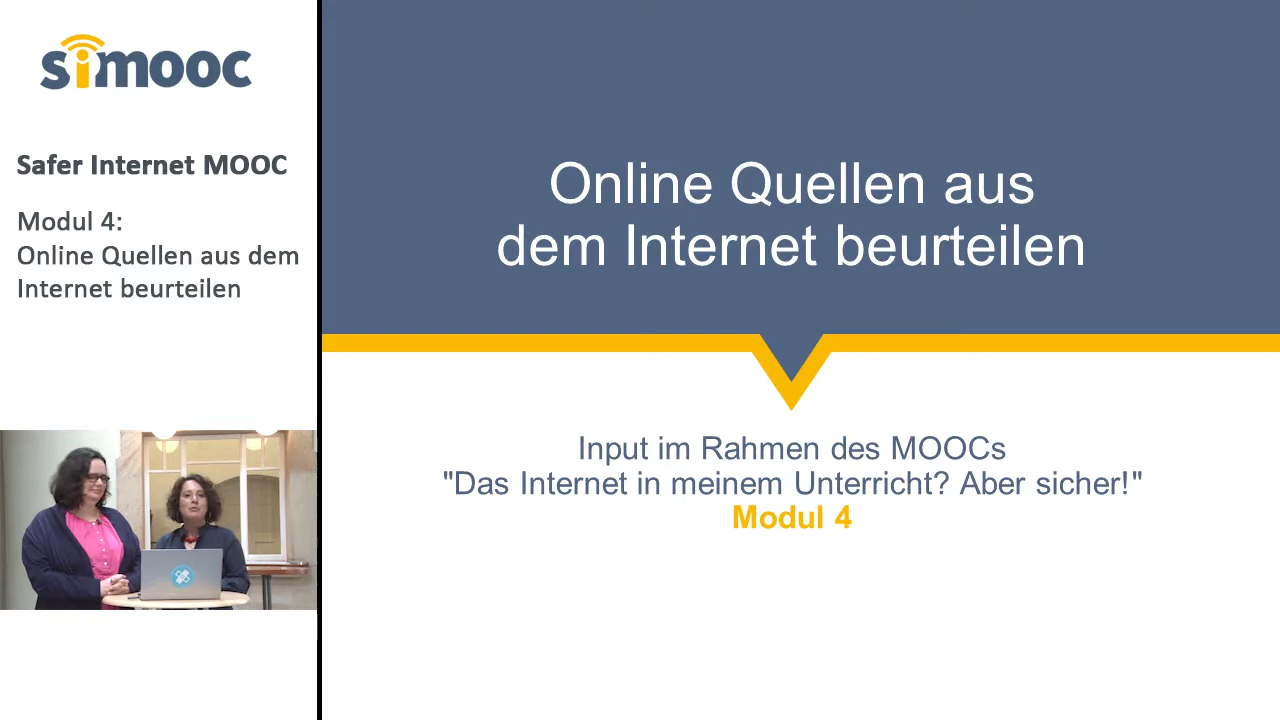 simooc
Safer Internet MOOC
Modul 4:
Online Quellen aus dem
Internet beurteilen
Online Quellen aus
dem Internet beurteilen
Input im Rahmen des MOOCs
"Das Internet in meinem Unterricht? Aber sicher!"
Modul 4